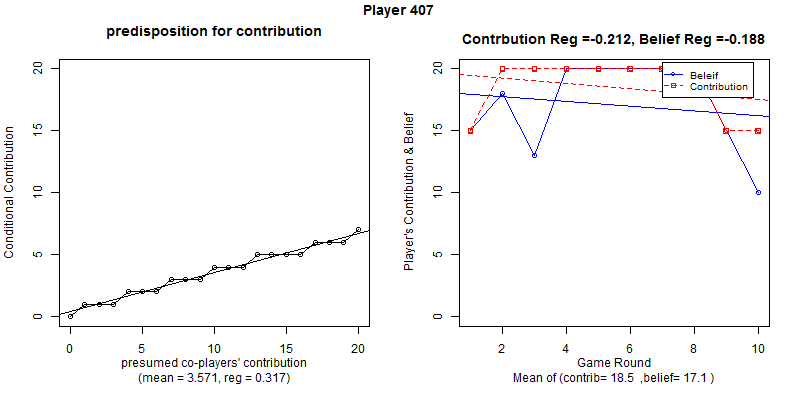 Player 407
predisposition for contribution
Conditional Contribution
0
5
10
15
20
0
5
10
15
20
presumed co-players' contribution
(mean = 3.571, reg = 0.317)
Contrbution Reg =-0.212, Belief Reg =-0.188
Player's Contribution & Belief
0
5
10
15
20
Beleif
Contribution
2
4
6
8
10
Game Round
Mean of (contrib= 18.5 ,belief= 17.1 )